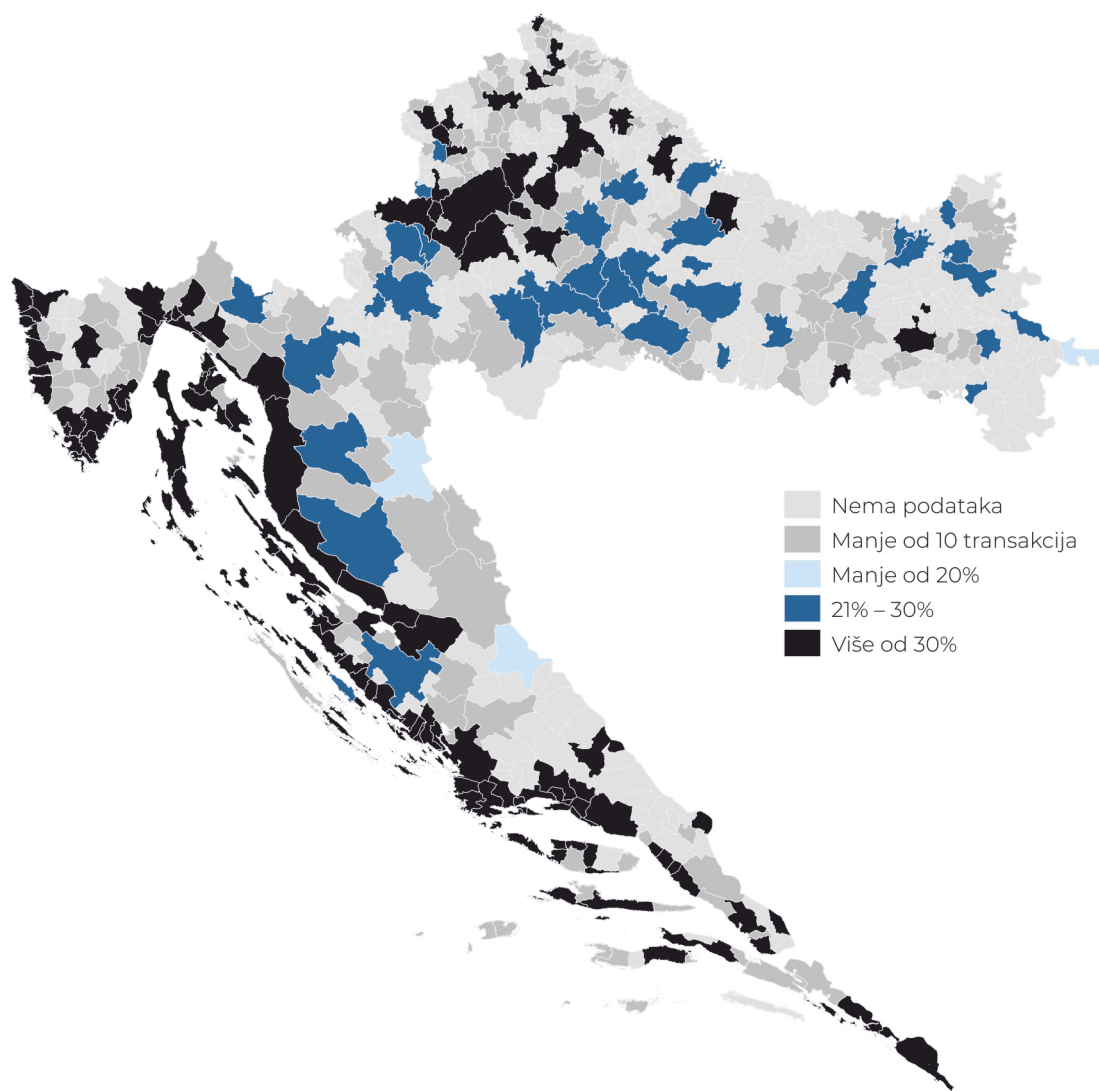 Nema podataka
Manje od 10 transakcija
Manje od 20%
21% – 30%
Više od 30%